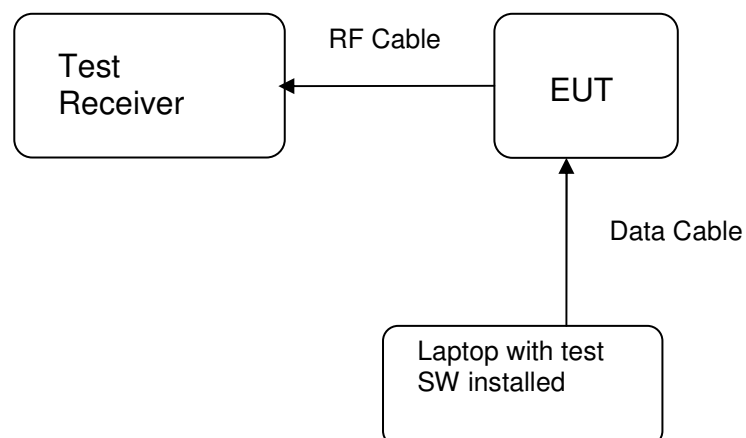 RF Cable
Test
Receiver
EUT
Data Cable
Laptop with test
SW installed